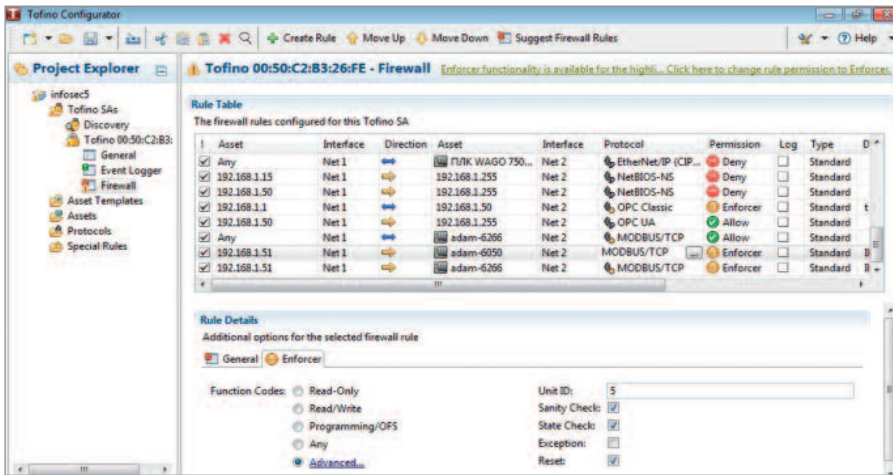 Tofino Configurator
Create Rule Move Up Move Down Suggest Firewall Rules Help
Project Explorer
infosec5
Tofino SAs
Discovery
Tofino 00:50:C2:B3:
General
Event Logger
Firewall
Asset Templates
Assets
Protocols
Special Rules
Tofino 00:50:C2:B3:26:FE - Firewall Enforcer functionality is available for the highli... Click here to change rule permission to Enforcer.
Rule Table
The firewall rules configured for this Tofino SA
! Asset Interface Direction Asset Interface Protocol Permission Log Type D
Any Net 1 ПЛК WAGO 750... Net 2 EtherNet/IP (CIP... Deny Standard
192.168.1.15 Net 1 192.168.1.255 Net 2 NetBIOS-NS Deny Standard
192.168.1.50 Net 1 192.168.1.255 Net 2 NetBIOS-NS Deny Standard
192.168.1.1 Net 1 192.168.1.50 Net 2 OPC Classic Enforcer Standard t
192.168.1.50 Net 1 192.168.1.255 Net 2 OPC UA Allow Standard
Any Net 1 adam-6266 Net 2 MODBUS/TCP Allow Standard
192.168.1.51 Net 1 adam-6050 Net 2 MODBUS/TCP ... Enforcer Standard
192.168.1.51 Net 1 adam-6266 Net 2 MODBUS/TCP Enforcer Standard
Rule Details
Additional options for the selected firewall rule
General Enforcer
Function Codes: Read-Only Unit ID: 5
Read/Write Sanity Check:
Programming/OFS State Check:
Any Exception:
Advanced... Reset: